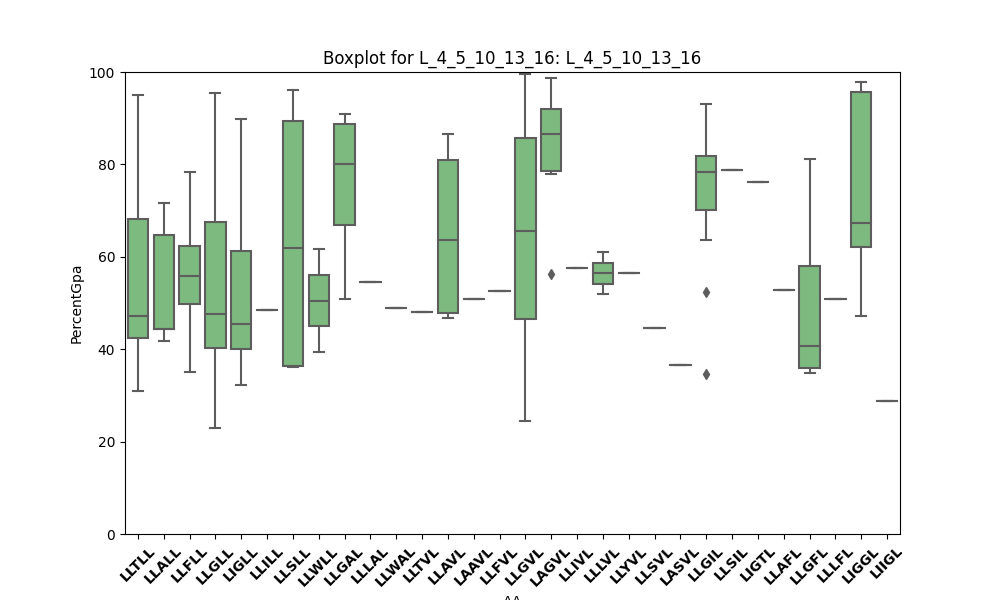 Boxplot for L_4_5_10_13_16: L_4_5_10_13_16
100
80
60
40
20
0
PercentGpa
LLTLL LLALL LLFLL LLGLL LIGLL LLILL LLSLL LLWLL LLGAL LLLAL LLWAL LLTVL LLAVL LAAVL LLFVL LLGVL LAGVL LLIVL LLLVL LLYVL LLSVL LASVL LLGIL LLSIL LIGTL LLAFL LLGFL LLLFL LIGGL LIIGL
AA